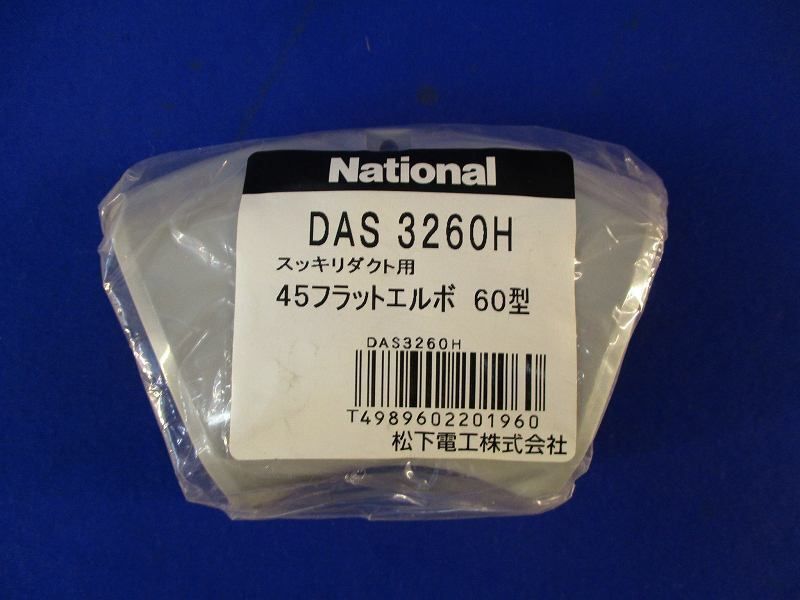 National
DAS 3260H
スッキリダクト用
45フラットエルボ 60型
DAS3260H
T4989602201960
松下電工株式会社